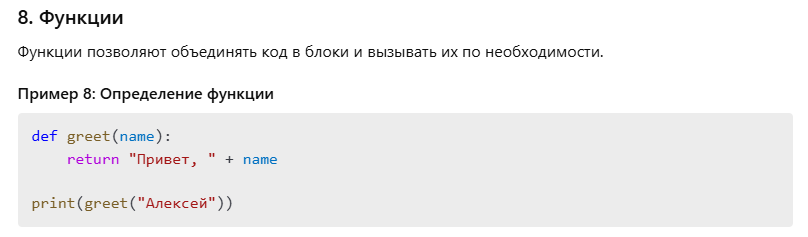 8. Функции
Функции позволяют объединять код в блоки и вызывать их по необходимости.
Пример 8: Определение функции
def greet(name):
    return "Привет, " + name
print(greet("Алексей"))